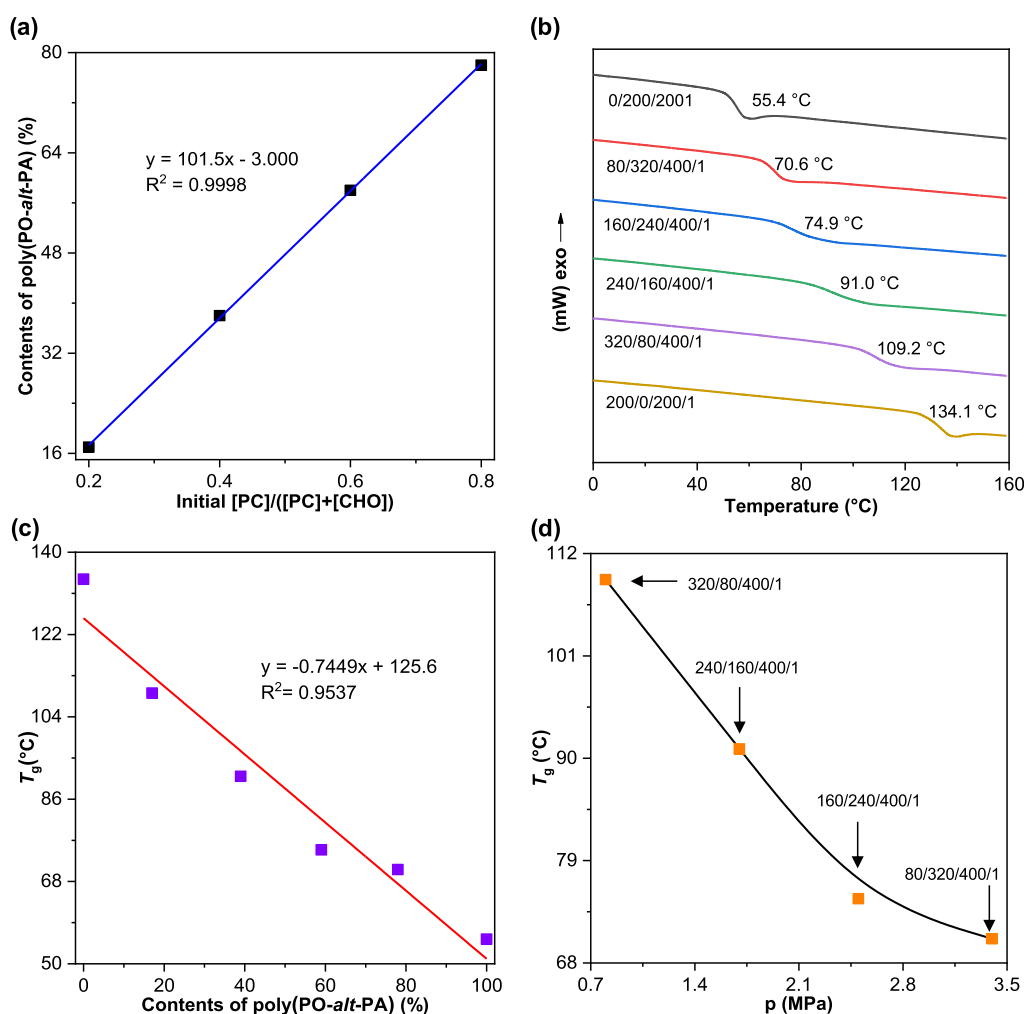 (a)
80
64
48
32
16
0.2
0.4
0.6
0.8
Contents of poly(PO-alt-PA) (%)
Initial [PC]/([PC]+[CHO])
y = 101.5x - 3.000
R² = 0.9998
(b)
0/200/2001
55.4 °C
80/320/400/1
70.6 °C
160/240/400/1
74.9 °C
240/160/400/1
91.0 °C
320/80/400/1
109.2 °C
200/0/200/1
134.1 °C
(mW) exo
0
40
80
120
160
Temperature (°C)
(c)
140
122
104
86
68
50
0
20
40
60
80
100
Tg(°C)
Contents of poly(PO-alt-PA) (%)
y = -0.7449x + 125.6
R²= 0.9537
(d)
112
101
90
79
68
0.7
1.4
2.1
2.8
3.5
Tg (°C)
p (MPa)
320/80/400/1
240/160/400/1
160/240/400/1
80/320/400/1